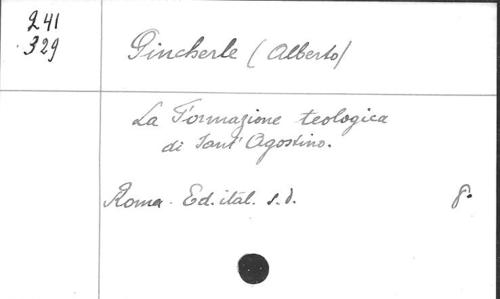 241
.329
Pincherle (Alberto)
La Formazione teologica
di Sant' Agostino.
Roma. Ed. ital. s. d. 8.